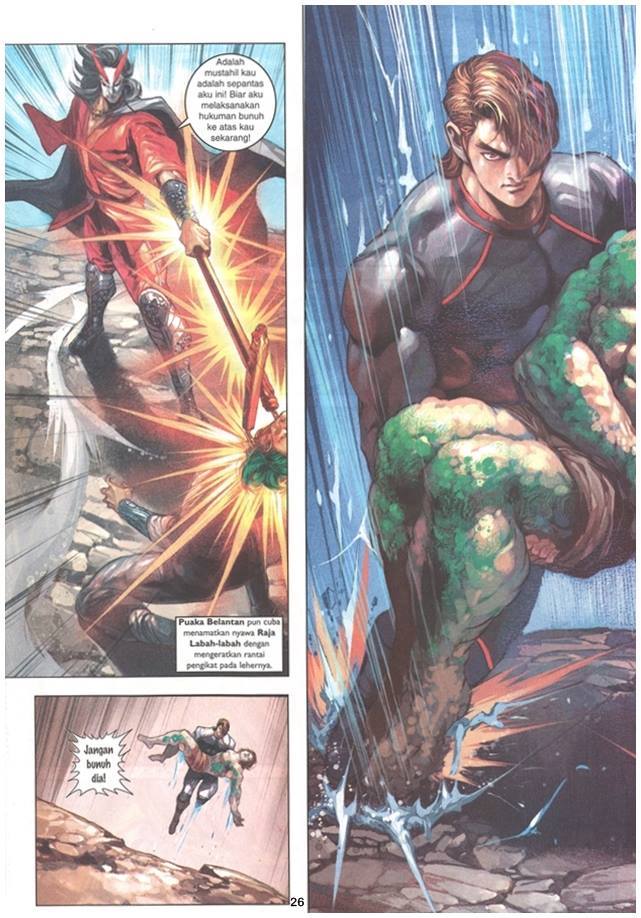 Adalah
mustahil kau
adalah sepantas
aku ini! Biar aku
melaksanakan
hukuman bunuh
ke atas kau
sekarang!
Puaka Belantan pun cuba
menamatkan nyawa Raja
Labah-labah dengan
mengeratkan rantai
pengikat pada lehernya.
Jangan
bunuh
dia!
26